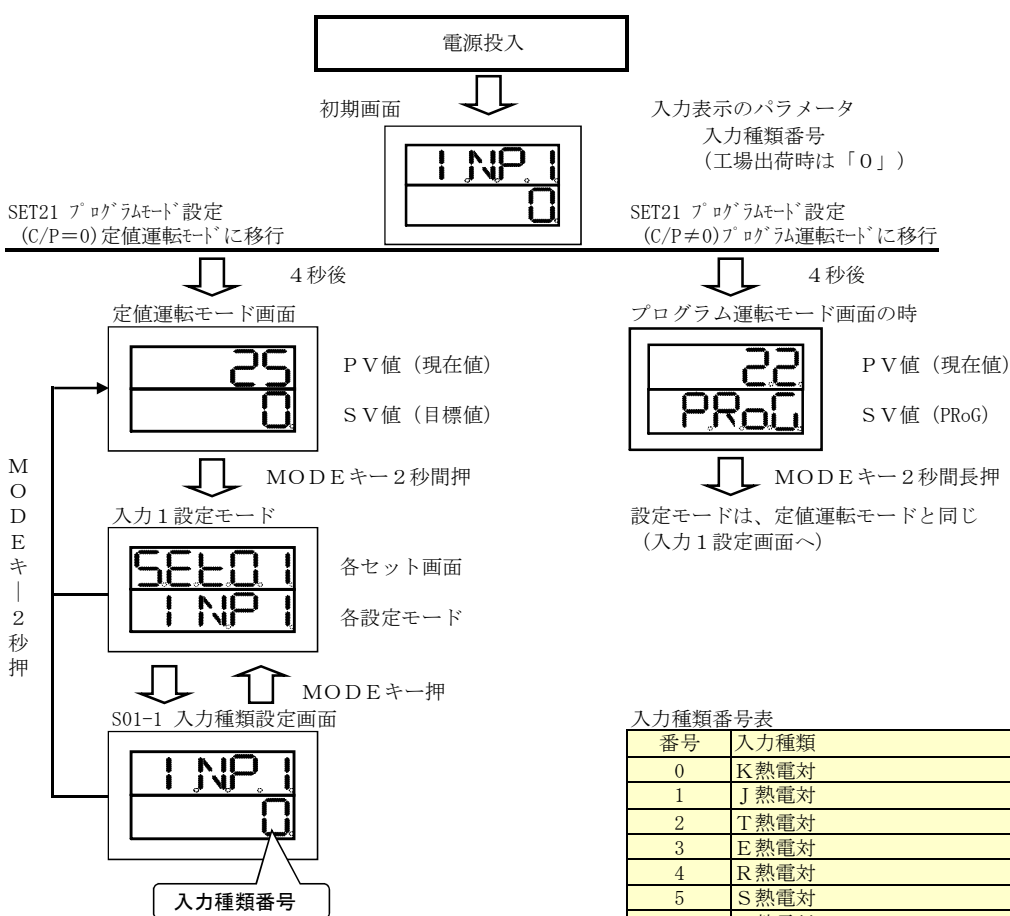 電源投入
初期画面
INP1
0
入力表示のパラメータ
入力種類番号
（工場出荷時は「０」）
SET21 ﾌﾟﾛｸﾞﾗﾑﾓｰﾄﾞ設定
(C/P＝0)定値運転ﾓｰﾄﾞに移行
SET21 ﾌﾟﾛｸﾞﾗﾑﾓｰﾄﾞ設定
(C/P≠0)ﾌﾟﾛｸﾞﾗﾑ運転ﾓｰﾄﾞに移行
４秒後
４秒後
定値運転モード画面
25
0
ＰＶ値（現在値）
ＳＶ値（目標値）
プログラム運転モード画面の時
22
PRoG
ＰＶ値（現在値）
ＳＶ値（PRoG）
ＭＯＤＥキー２秒間押
ＭＯＤＥキー２秒間長押
設定モードは、定値運転モードと同じ
（入力１設定画面へ）
ＭＯＤＥキー２秒押
入力１設定モード
SEt01
INP1
各セット画面
各設定モード
ＭＯＤＥキー押
S01-1 入力種類設定画面
INP1
0
入力種類番号
入力種類番号表
番号 入力種類
0 Ｋ熱電対
1 Ｊ熱電対
2 Ｔ熱電対
3 Ｅ熱電対
4 Ｒ熱電対
5 Ｓ熱電対